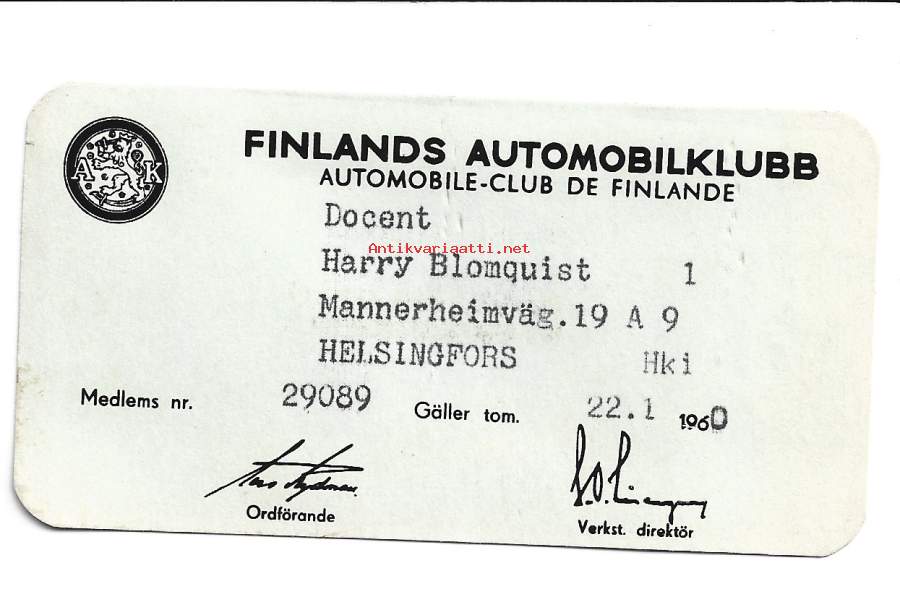 A K
FINLANDS AUTOMOBILKLUBB
AUTOMOBILE-CLUB DE FINLANDE
Docent
Antikvariaatti.net
Harry Blomquist 1
Mannerheimväg.19 A 9
HELSINGFORS Hki
Medlems nr. 29089 Gäller tom. 22.1 1960
Ordförande
Verkst. direktör